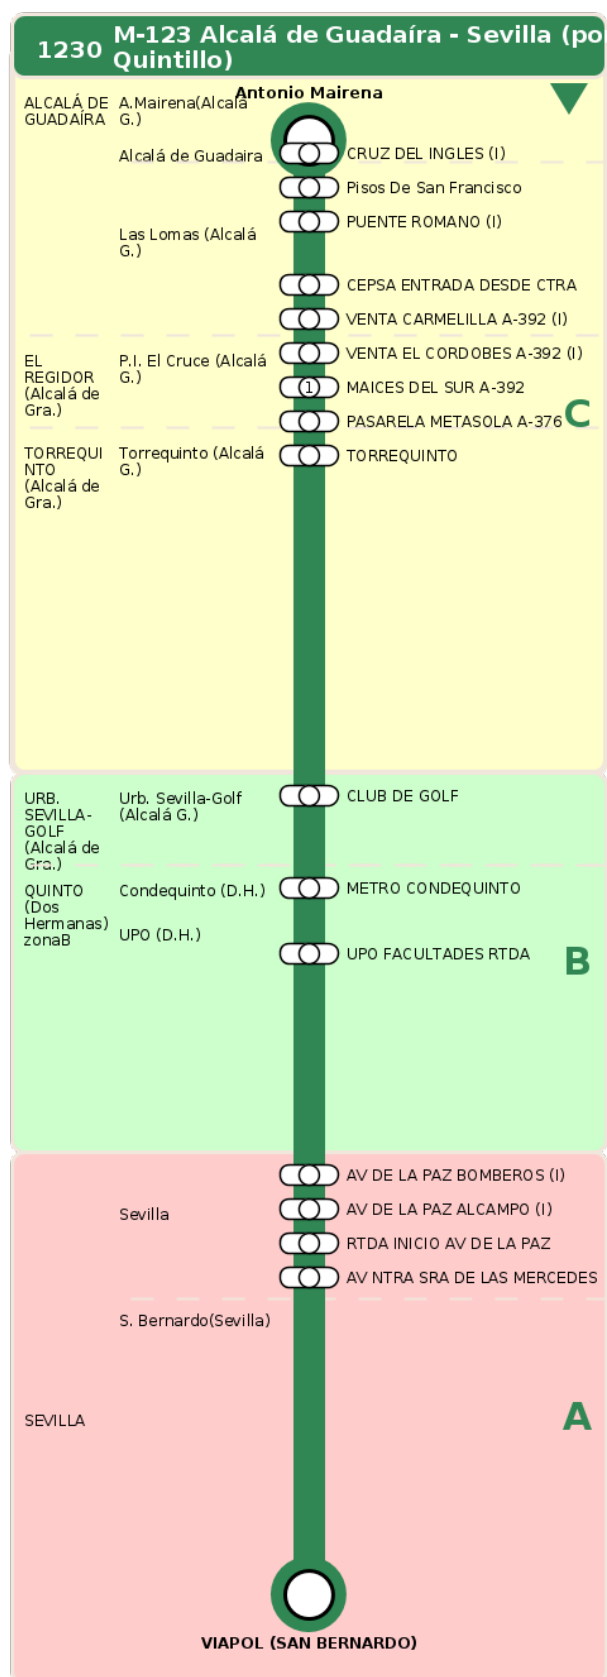 1230 M-123 Alcalá de Guadaíra - Sevilla (po
Quintillo)
Antonio Mairena
ALCALÁ DE
GUADAÍRA
A.Mairena(Alcalá
G.)
Alcalá de Guadaira
CRUZ DEL INGLES (I)
Pisos De San Francisco
PUENTE ROMANO (I)
Las Lomas (Alcalá
G.)
CEPSA ENTRADA DESDE CTRA
VENTA CARMELILLA A-392 (I)
EL
REGIDOR
(Alcalá de
Gra.)
P.I. El Cruce (Alcalá
G.)
VENTA EL CORDOBES A-392 (I)
1 MAICES DEL SUR A-392
PASARELA METASOLA A-376
C
TORREQUI
NTO
(Alcalá de
Gra.)
Torrequinto (Alcalá
G.)
TORREQUINTO
URB.
SEVILLA-
GOLF
(Alcalá de
Gra.)
Urb. Sevilla-Golf
(Alcalá G.)
CLUB DE GOLF
QUINTO
(Dos
Hermanas)
zonaB
Condequinto (D.H.)
METRO CONDEQUINTO
UPO (D.H.)
UPO FACULTADES RTDA
B
AV DE LA PAZ BOMBEROS (I)
Sevilla
AV DE LA PAZ ALCAMPO (I)
RTDA INICIO AV DE LA PAZ
AV NTRA SRA DE LAS MERCEDES
S. Bernardo(Sevilla)
SEVILLA
A
VIAPOL (SAN BERNARDO)